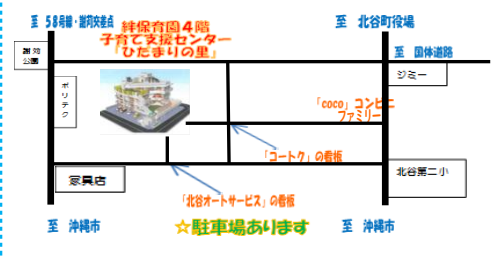 至 58号線・謝苅交差点
絆保育園4階
子育て支援センター
「ひだまりの里」
至 北谷町役場
謝苅
公園
至 国体道路
ジミー
ポリテク
「coco」コンビニ
ファミリー
「コートク」の看板
家具店
北谷第二小
「北谷オートサービス」の看板
至 沖縄市
☆駐車場あります
至 沖縄市